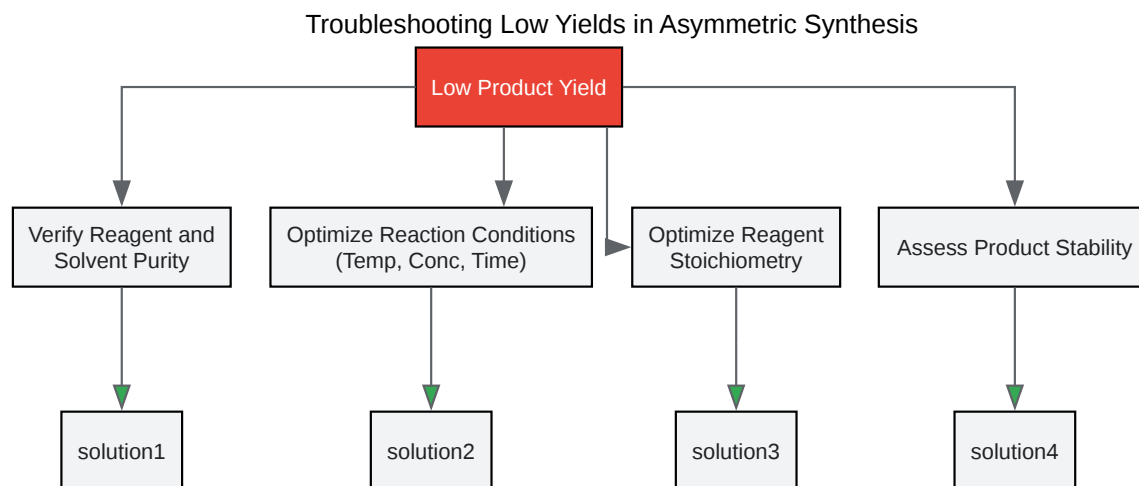 Troubleshooting Low Yields in Asymmetric Synthesis
Low Product Yield
Verify Reagent and
Solvent Purity
Optimize Reaction Conditions
(Temp, Conc, Time)
Optimize Reagent
Stoichiometry
Assess Product Stability
solution1
solution2
solution3
solution4